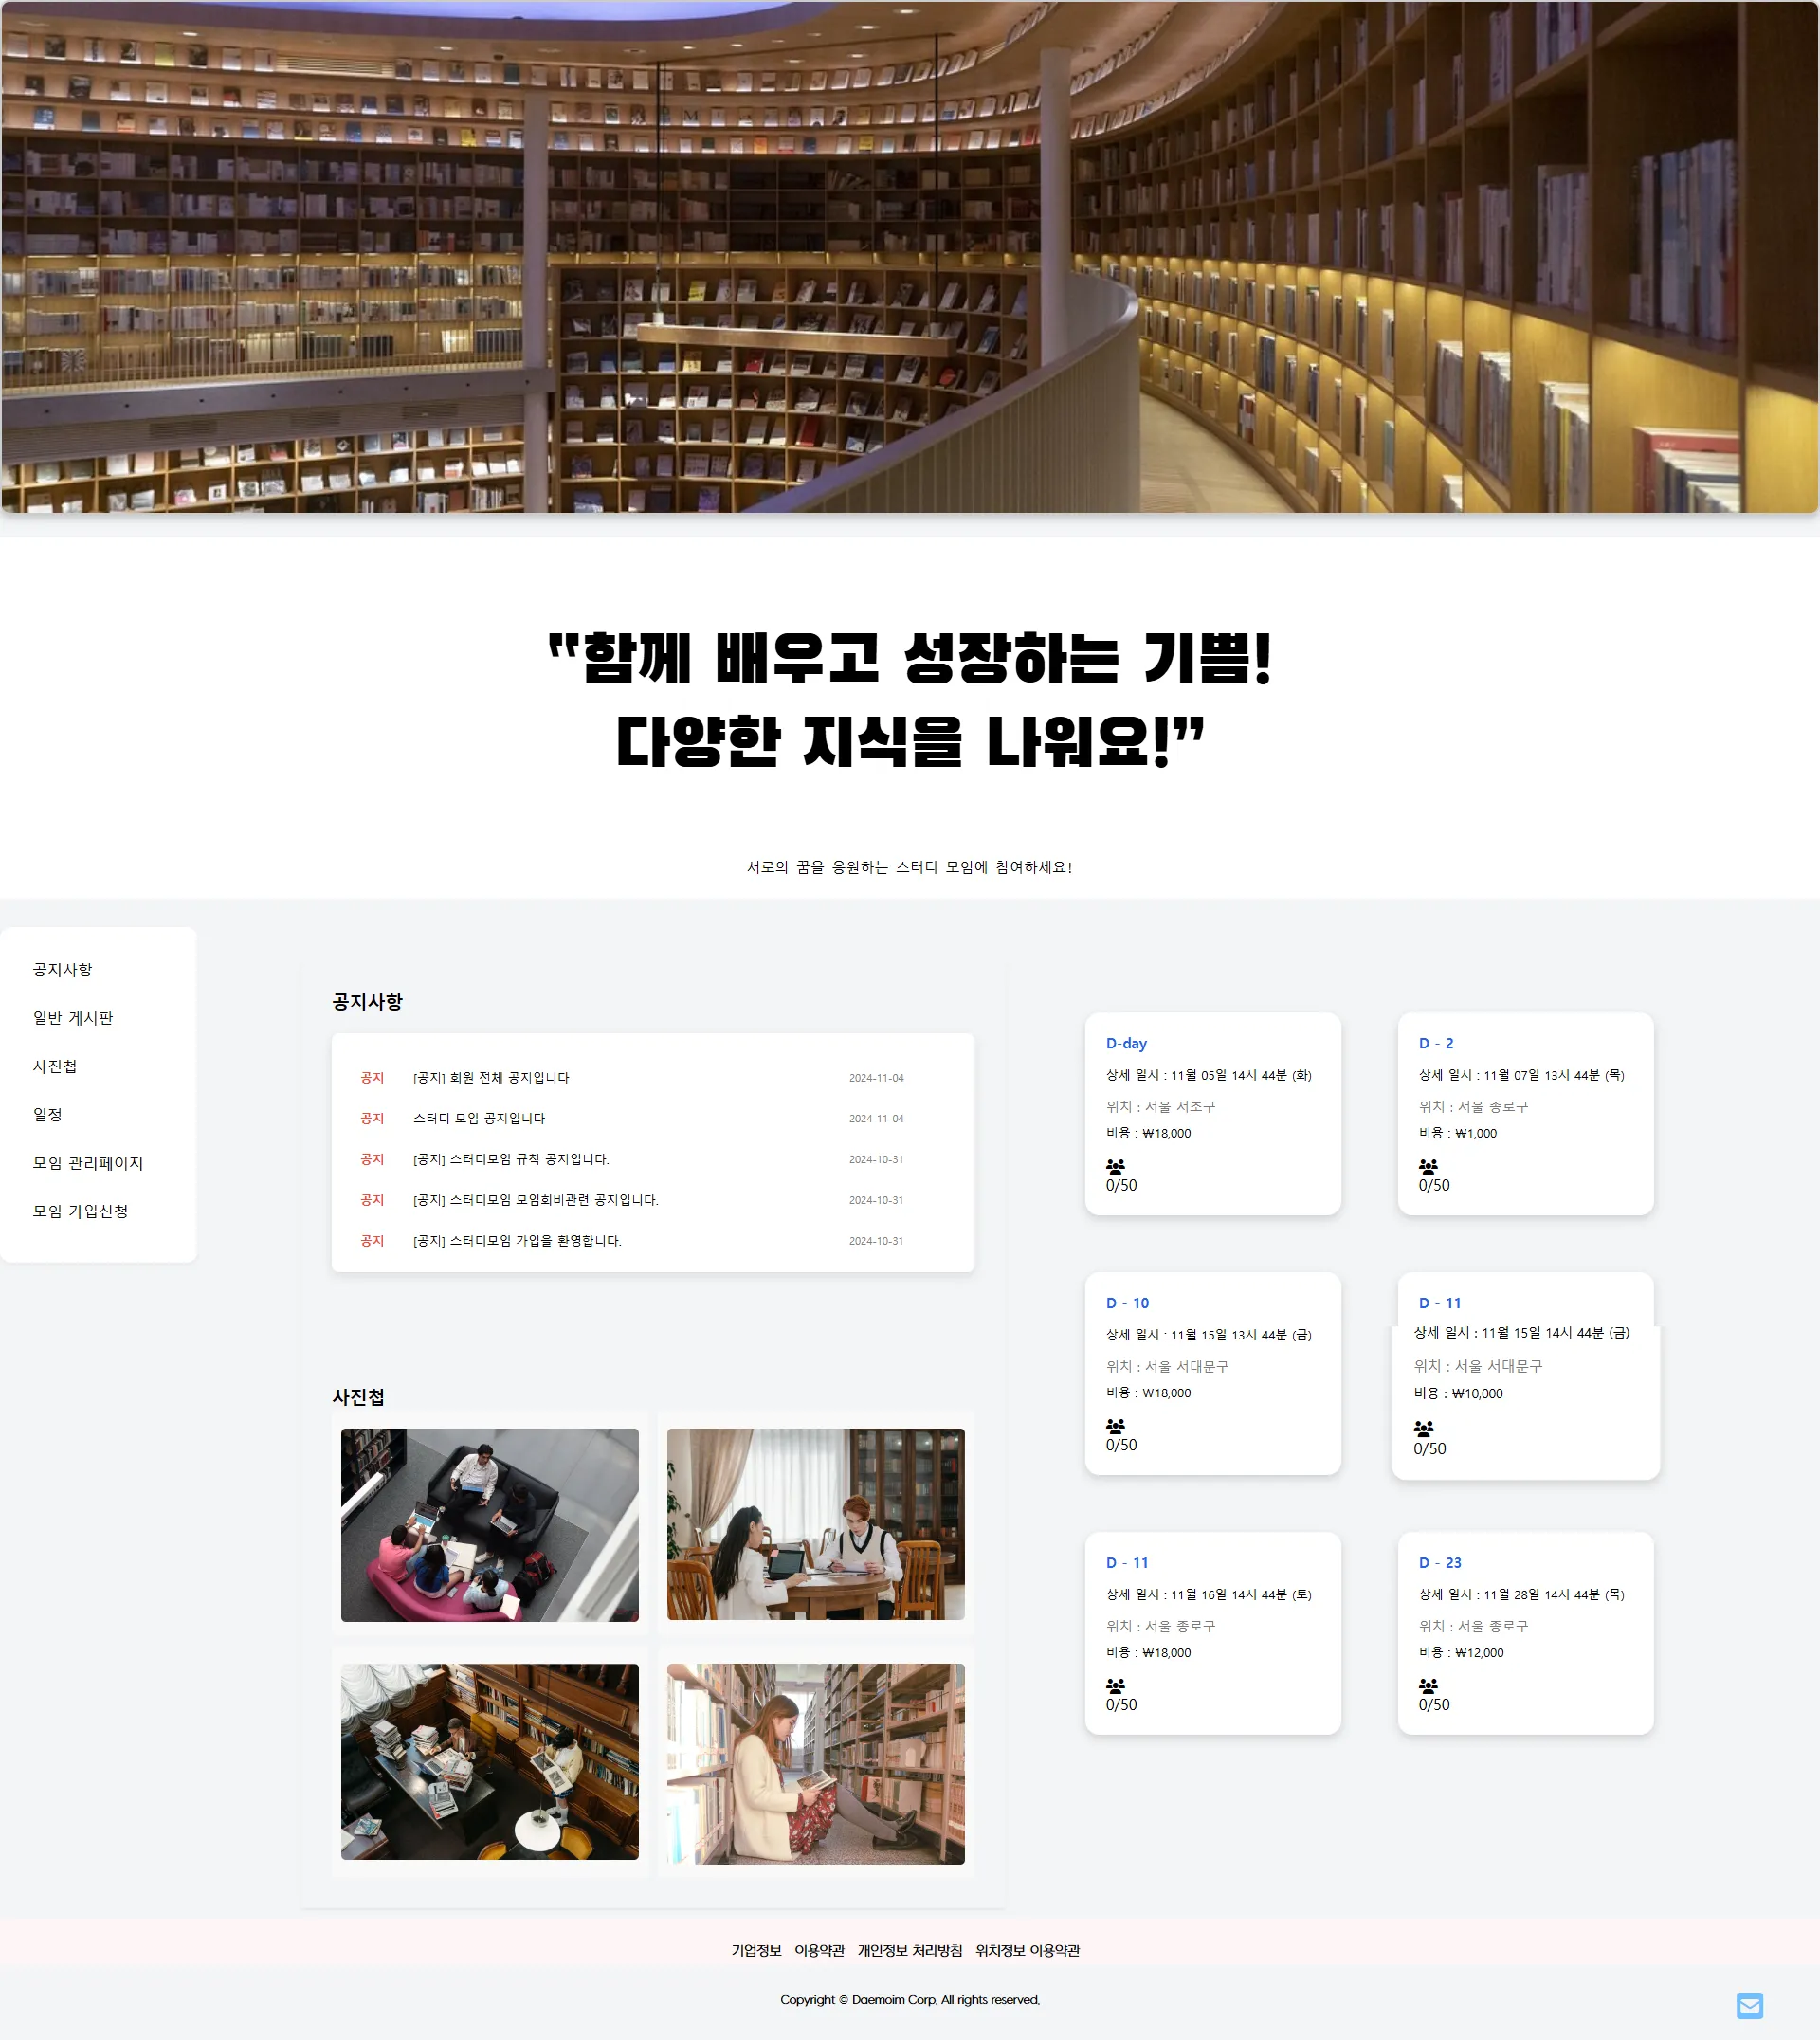 "함께 배우고 성장하는 기쁨!
다양한 지식을 나워요!”
서로의 꿈을 응원하는 스터디 모임에 참여하세요!
공지사항
일반 게시판
사진첩
일정
모임 관리페이지
모임 가입신청
공지사항
공지 [공지] 회원 전체 공지입니다 2024-11-04
공지 스터디 모임 공지입니다 2024-11-04
공지 [공지] 스터디모임 규칙 공지입니다. 2024-10-31
공지 [공지] 스터디모임 모임회비관련 공지입니다. 2024-10-31
공지 [공지] 스터디모임 가입을 환영합니다. 2024-10-31
사진첩
D-day
상세 일시 : 11월 05일 14시 44분 (화)
위치 : 서울 서초구
비용 : ₩18,000
0/50
D - 2
상세 일시 : 11월 07일 13시 44분 (목)
위치 : 서울 종로구
비용 : ₩1,000
0/50
D - 10
상세 일시 : 11월 15일 13시 44분 (금)
위치 : 서울 서대문구
비용 : ₩18,000
0/50
D - 11
상세 일시 : 11월 15일 14시 44분 (금)
위치 : 서울 서대문구
비용 : ₩10,000
0/50
D - 11
상세 일시 : 11월 16일 14시 44분 (토)
위치 : 서울 종로구
비용 : ₩18,000
0/50
D - 23
상세 일시 : 11월 28일 14시 44분 (목)
위치 : 서울 종로구
비용 : ₩12,000
0/50
기업정보 이용약관 개인정보 처리방침 위치정보 이용약관
Copyright © Daemoim Corp. All rights reserved.